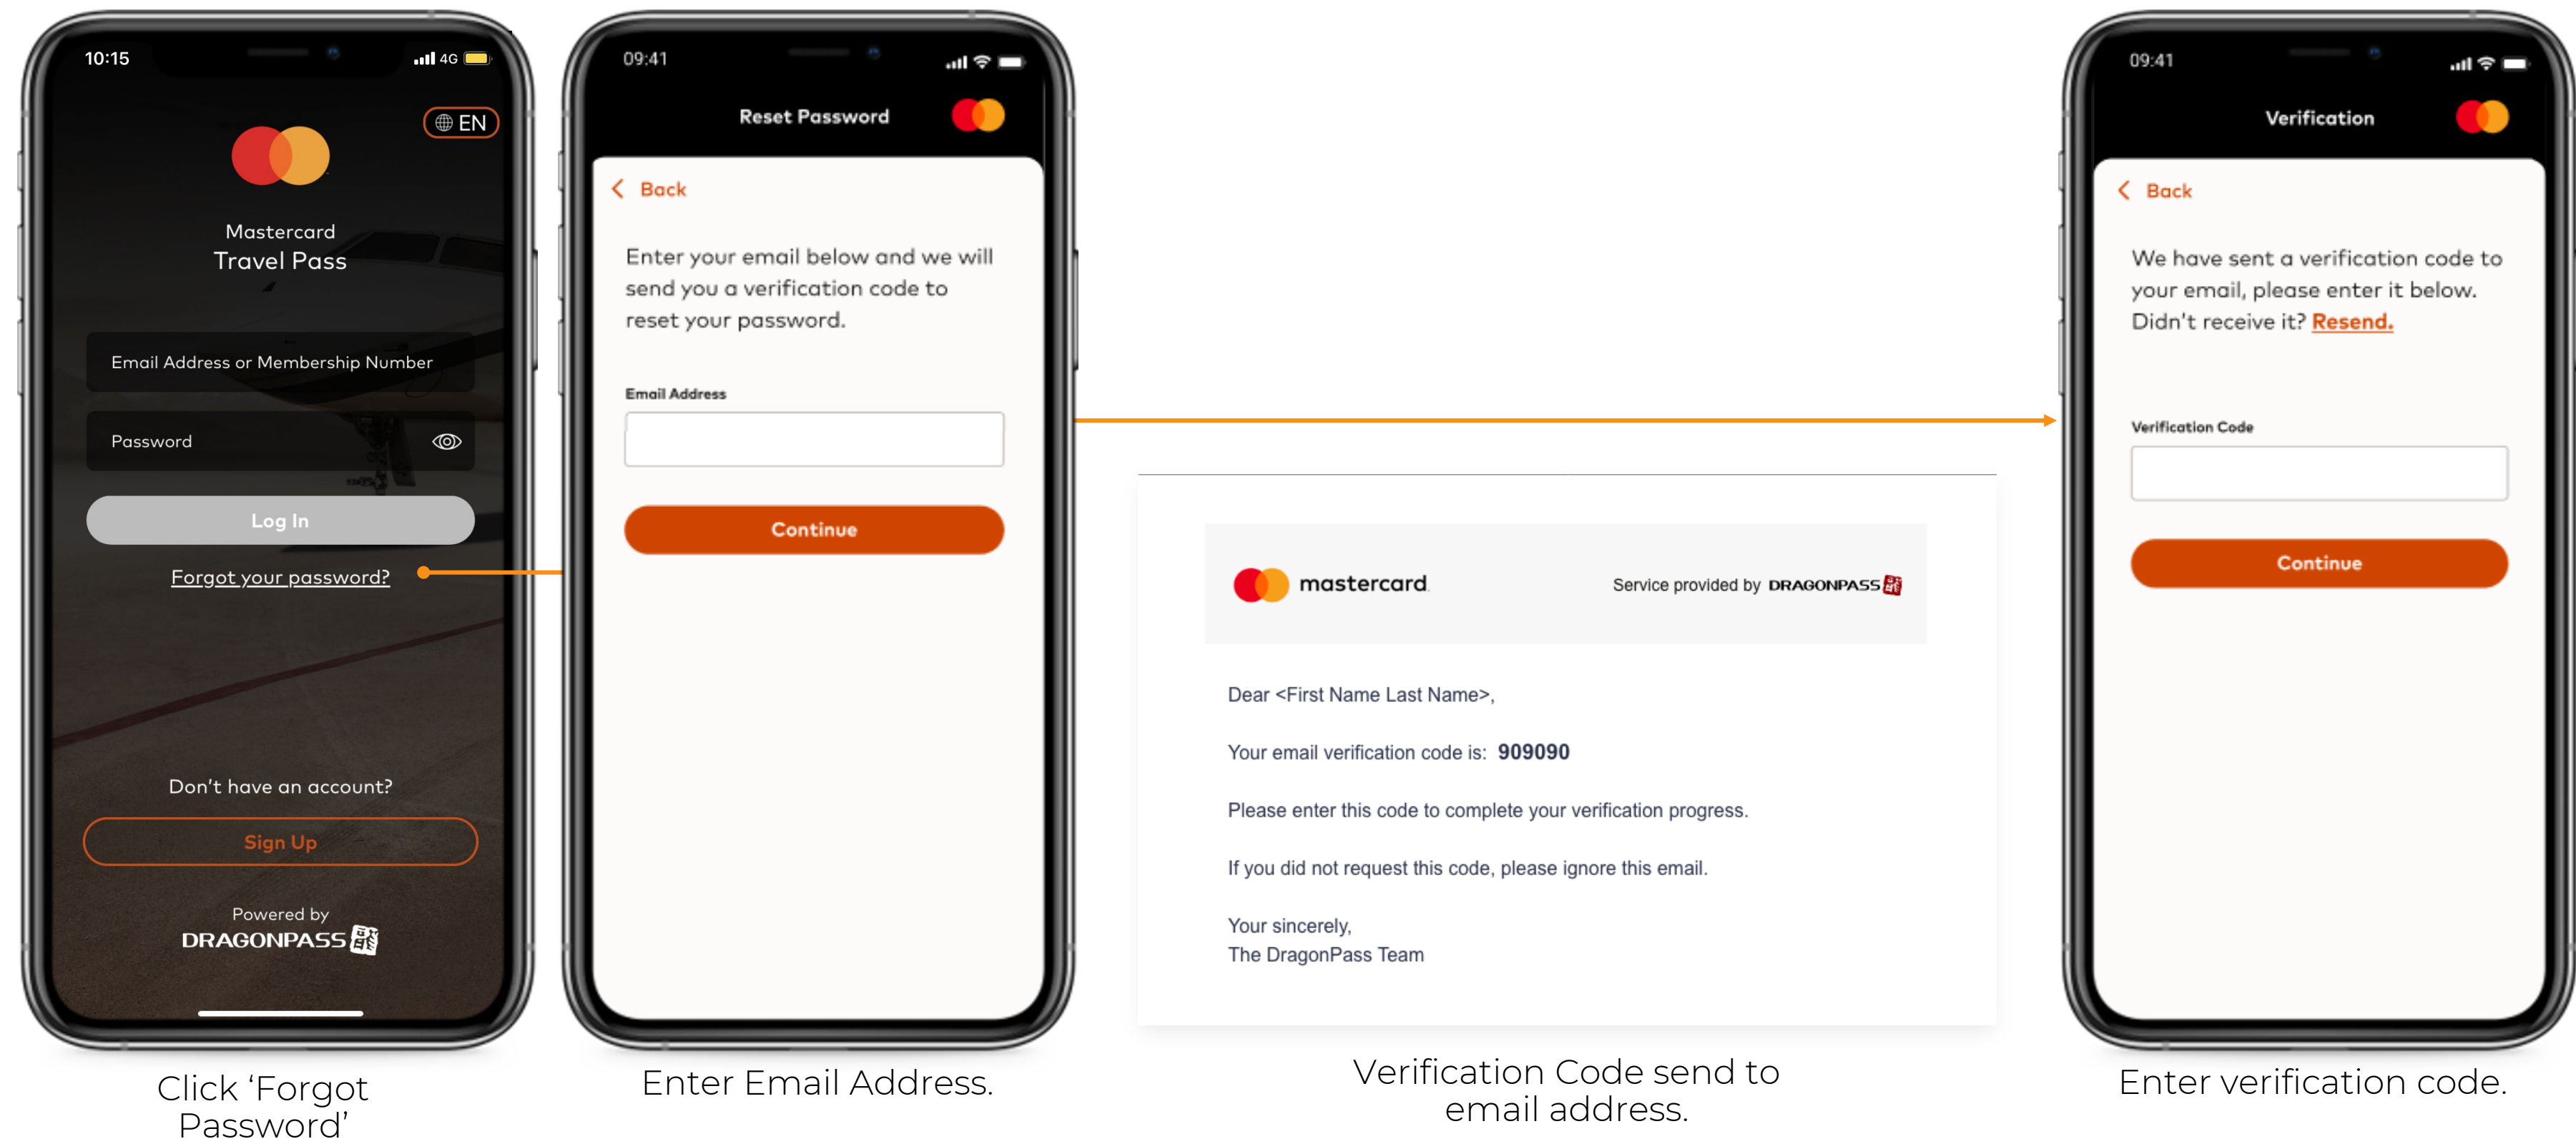 10:15
4G
EN
Mastercard
Travel Pass
Email Address or Membership Number
Password
Log In
Forgot your password?
Don't have an account?
Sign Up
Powered by
DRAGONPASS
Click ‘Forgot
Password’
09:41
Reset Password
Back
Enter your email below and we will
send you a verification code to
reset your password.
Email Address
Continue
Enter Email Address.
mastercard.
Service provided by DRAGONPASS
Dear <First Name Last Name>,
Your email verification code is: 909090
Please enter this code to complete your verification progress.
If you did not request this code, please ignore this email.
Your sincerely,
The DragonPass Team
Verification Code send to
email address.
09:41
Verification
Back
We have sent a verification code to
your email, please enter it below.
Didn't receive it? Resend.
Verification Code
Continue
Enter verification code.